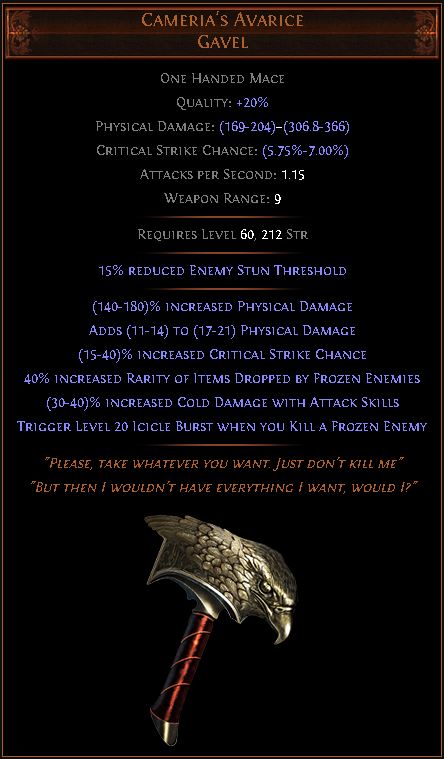 Cameria's Avarice
Gavel
One Handed Mace
Quality: +20%
Physical Damage: (169-204)–(306.8-366)
Critical Strike Chance: (5.75%-7.00%)
Attacks per Second: 1.15
Weapon Range: 9
Requires Level 60, 212 Str
15% reduced Enemy Stun Threshold
(140-180)% increased Physical Damage
Adds (11-14) to (17-21) Physical Damage
(15-40)% increased Critical Strike Chance
40% increased Rarity of Items Dropped by Frozen Enemies
(30-40)% increased Cold Damage with Attack Skills
Trigger Level 20 Icicle Burst when you Kill a Frozen Enemy
"Please, take whatever you want. Just don't kill me"
"But then I wouldn't have everything I want, would I?"